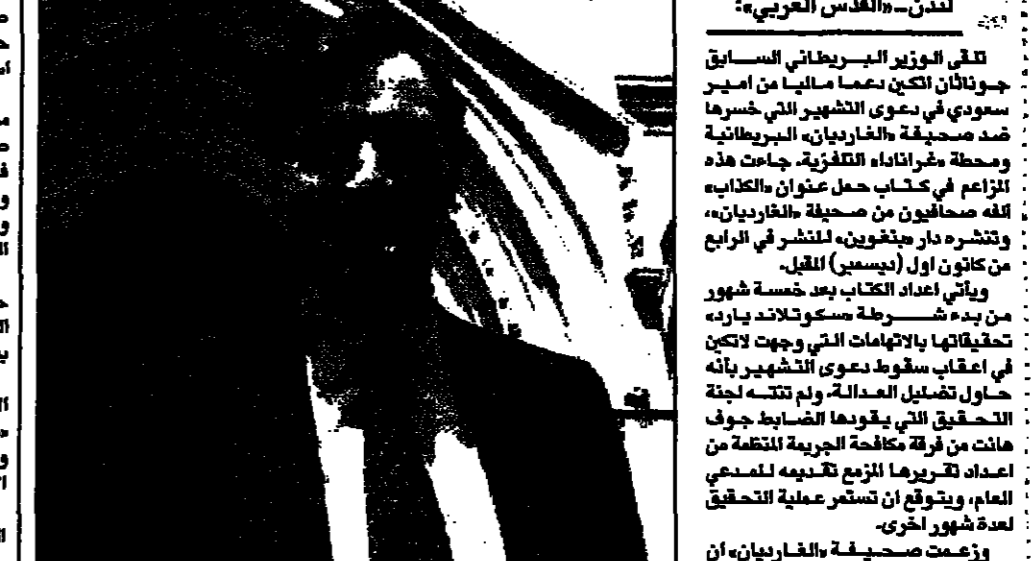 لندن ـ «القدس العربي»:
تلقى الوزير البريطاني السابق
جوناثان اتكين دعما ماليا من امير
سعودي في دعوى التشهير التي خسرها
ضد صحيفة «الغارديان» البريطانية
ومحطة «غرانادا» التلفزية. جاءت هذه
المزاعم في كتاب حمل عنوان «الكذاب»
ألفه صحافيون من صحيفة «الغارديان»،
وتنشره دار «بنغوين» للنشر في الرابع
من كانون اول (ديسمبر) المقبل.
ويأتي اعداد الكتاب بعد خمسة شهور
من بدء شرطة «سكوتلاند يارد»
تحقيقاتها بالاتهامات التي وجهت لاتكين
في اعقاب سقوط دعوى التشهير بأنه
حاول تضليل العدالة. ولم تنته لجنة
التحقيق التي يقودها الضابط جوف
هانت من فرقة مكافحة الجريمة المنظمة من
اعداد تقريرها المزمع تقديمه للمدعي
العام، ويتوقع ان تستمر عملية التحقيق
لعدة شهور اخرى.
وزعمت صحيفة «الغارديان» أن